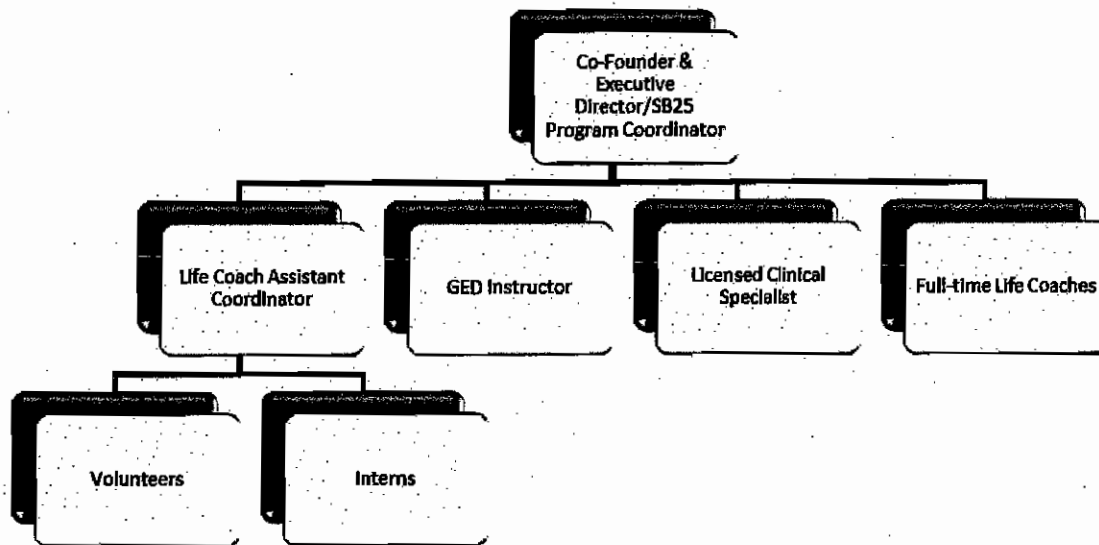 Co-Founder &
Executive
Director/SB25
Program Coordinator
Life Coach Assistant
Coordinator
GED Instructor
Licensed Clinical
Specialist
Full-time Life Coaches
Volunteers
Interns